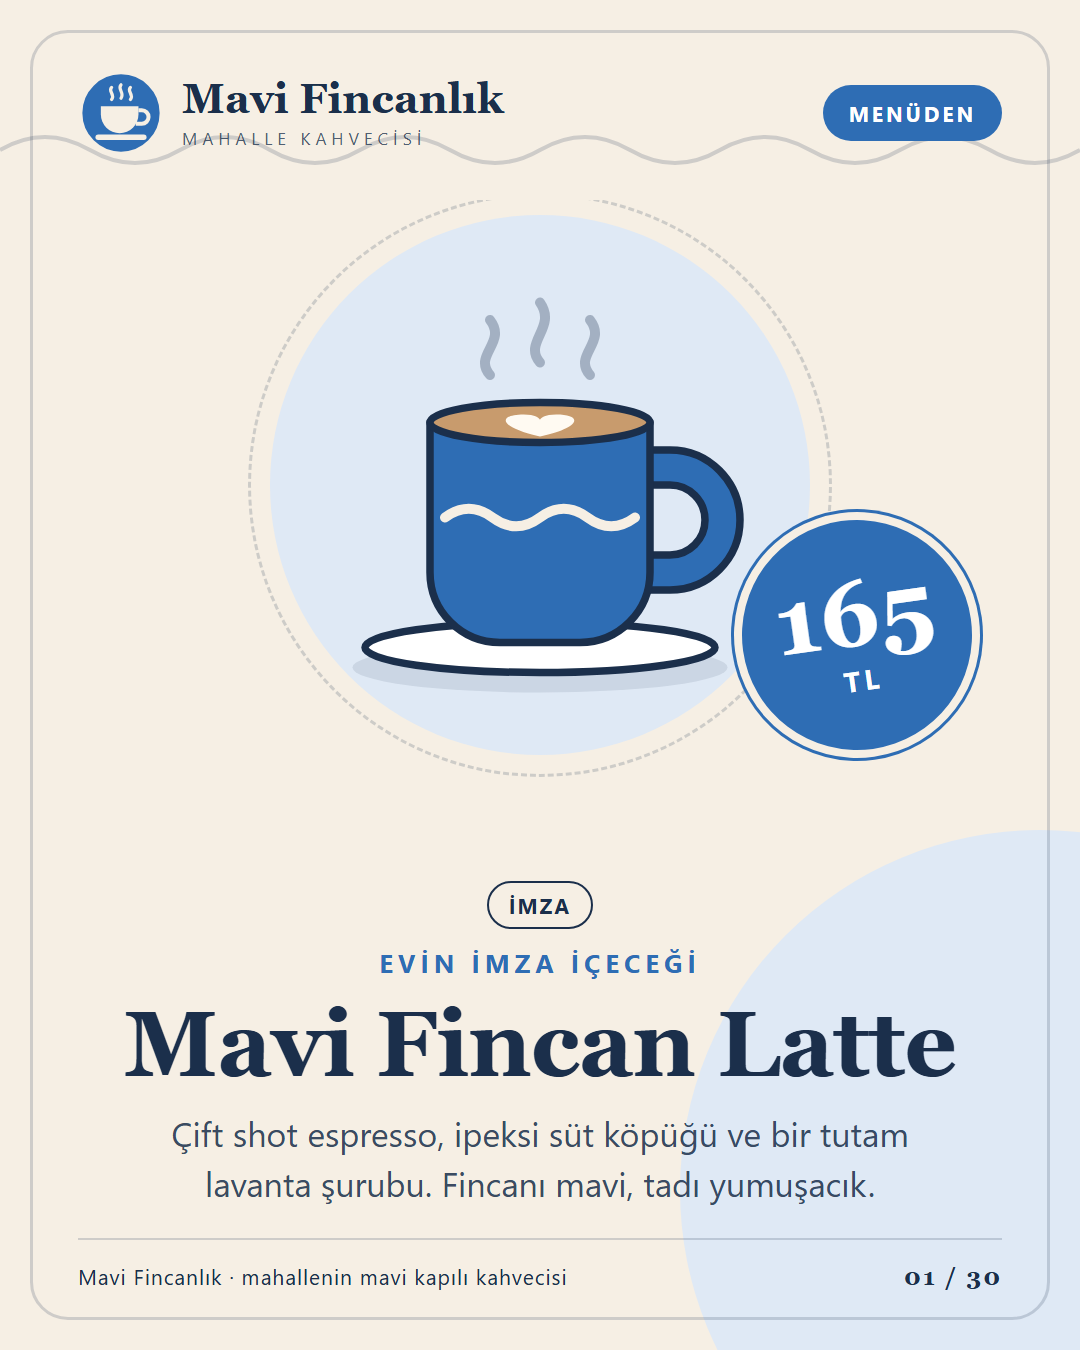 Mavi Fincanlık
MAHALLE KAHVECİSİ
MENÜDEN
165
TL
İMZA
EVİN İMZA İÇECEĞİ
Mavi Fincan Latte
Çift shot espresso, ipeksi süt köpüğü ve bir tutam
lavanta şurubu. Fincanı mavi, tadı yumuşacık.
Mavi Fincanlık · mahallenin mavi kapılı kahvecisi
01 / 30